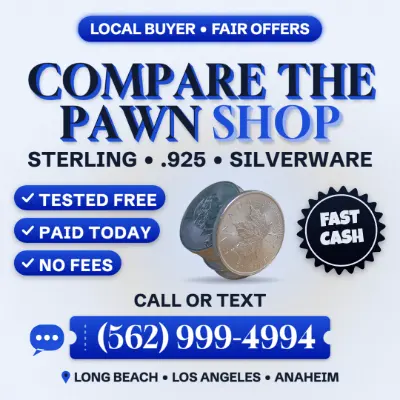 LOCAL BUYER • FAIR OFFERS
COMPARE THE
PAWN SHOP
STERLING • .925 • SILVERWARE
TESTED FREE
PAID TODAY
NO FEES
FAST
CASH
CALL OR TEXT
(562) 999-4994
LONG BEACH • LOS ANGELES • ANAHEIM